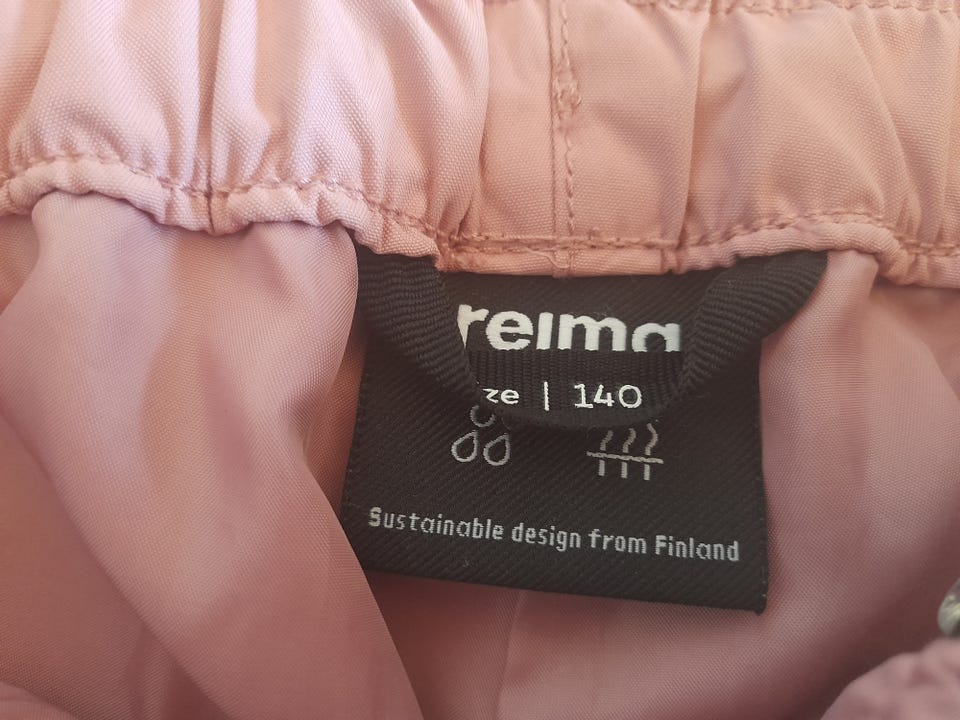 reima
ze | 140
Sustainable design from Finland